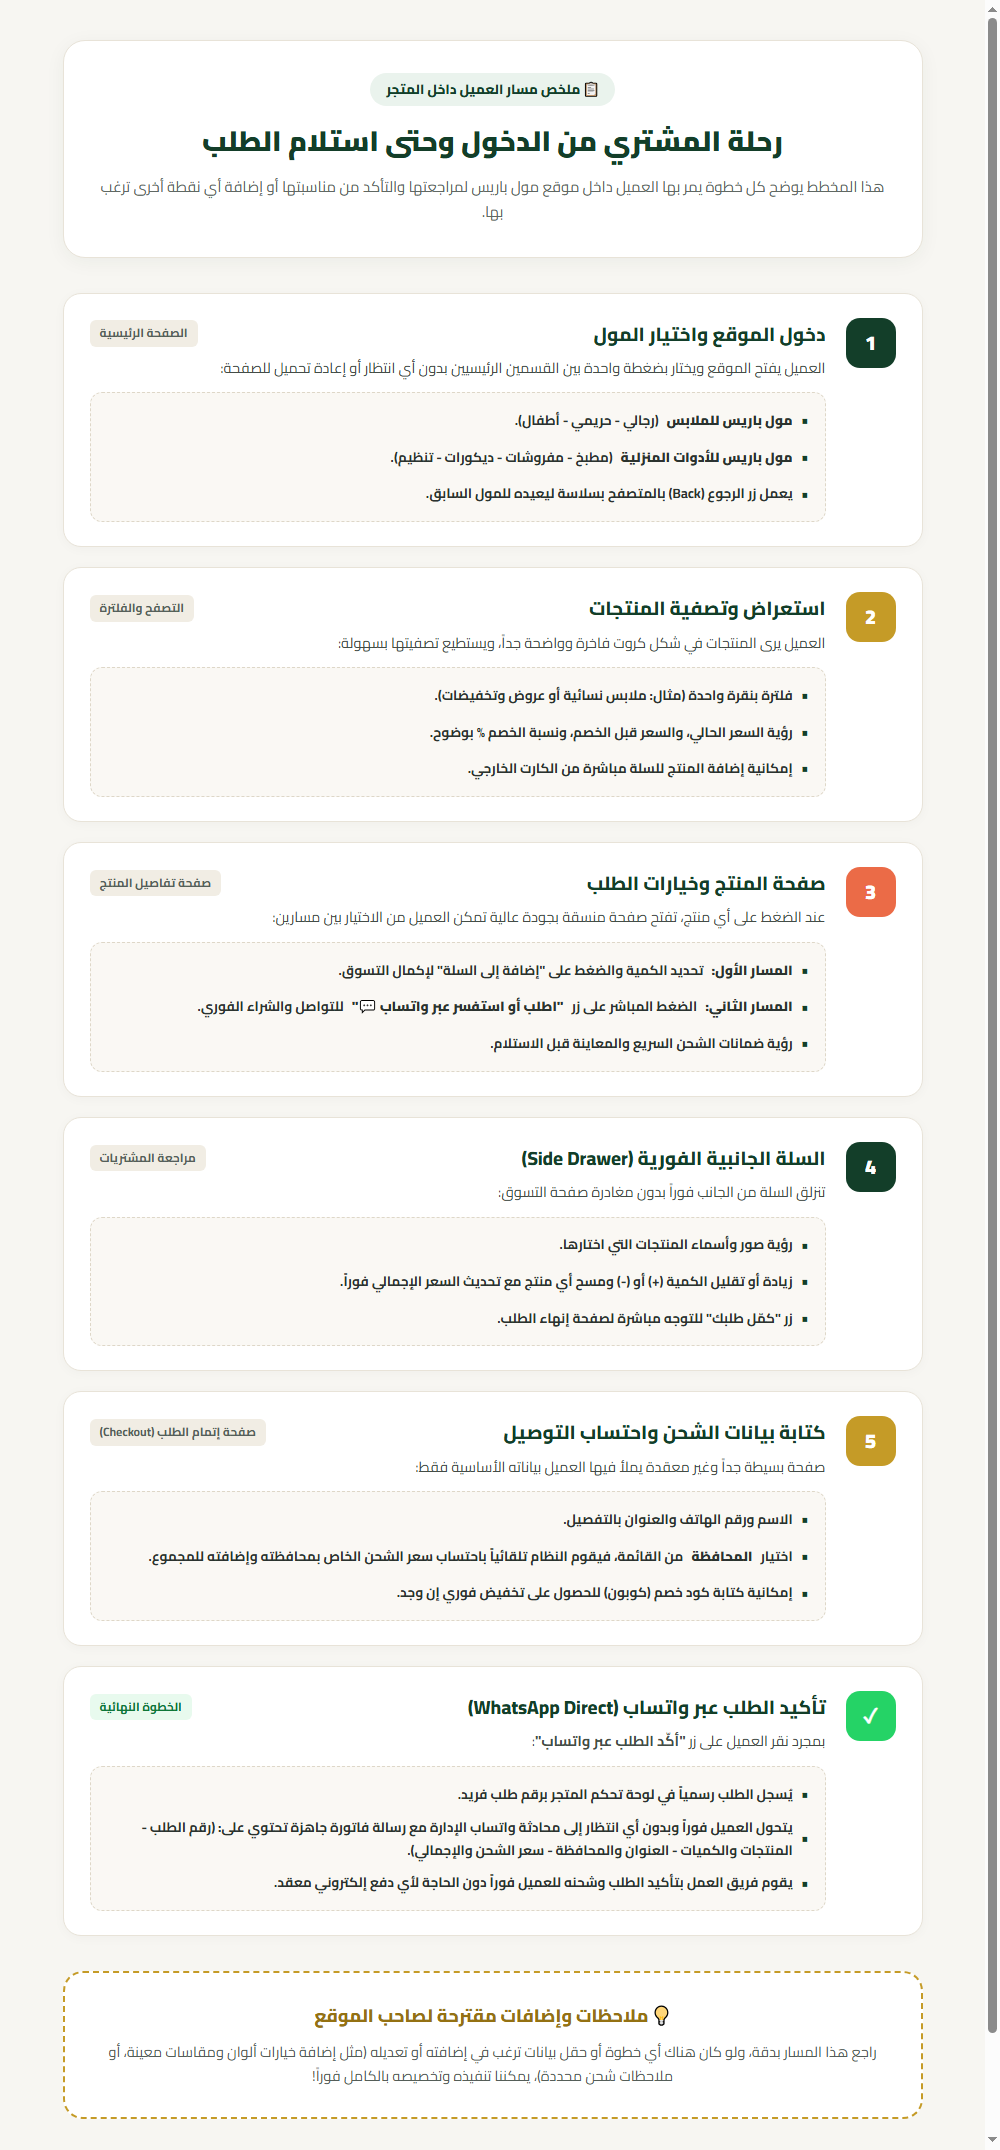 📋 ملخص مسار العميل داخل المتجر
رحلة المشتري من الدخول وحتى استلام الطلب
هذا المخطط يوضح كل خطوة يمر بها العميل داخل موقع مول باريس لمراجعتها والتأكد من مناسبتها أو إضافة أي نقطة أخرى ترغب
بها.
1
دخول الموقع واختيار المول
الصفحة الرئيسية
العميل يفتح الموقع ويختار بضغطة واحدة بين القسمين الرئيسيين بدون أي انتظار أو إعادة تحميل للصفحة:
▪ مول باريس للملابس (رجالي - حريمي - أطفال).
▪ مول باريس للأدوات المنزلية (مطبخ - مفروشات - ديكورات - تنظيم).
▪ يعمل زر الرجوع (Back) بالمتصفح بسلاسة ليعيده للمول السابق.
2
استعراض وتصفية المنتجات
التصفح والفلترة
العميل يرى المنتجات في شكل كروت فاخرة وواضحة جداً، ويستطيع تصفيتها بسهولة:
▪ فلترة بنقرة واحدة (مثال: ملابس نسائية أو عروض وتخفيضات).
▪ رؤية السعر الحالي، والسعر قبل الخصم، ونسبة الخصم % بوضوح.
▪ إمكانية إضافة المنتج للسلة مباشرة من الكارت الخارجي.
3
صفحة المنتج وخيارات الطلب
صفحة تفاصيل المنتج
عند الضغط على أي منتج، تفتح صفحة منسقة بجودة عالية تمكن العميل من الاختيار بين مسارين:
▪ المسار الأول: تحديد الكمية والضغط على "إضافة إلى السلة" لإكمال التسوق.
▪ المسار الثاني: الضغط المباشر على زر "اطلب أو استفسر عبر واتساب 💬" للتواصل والشراء الفوري.
▪ رؤية ضمانات الشحن السريع والمعاينة قبل الاستلام.
4
السلة الجانبية الفورية (Side Drawer)
مراجعة المشتريات
تنزلق السلة من الجانب فوراً بدون مغادرة صفحة التسوق:
▪ رؤية صور وأسماء المنتجات التي اختارها.
▪ زيادة أو تقليل الكمية (+) أو (-) ومسح أي منتج مع تحديث السعر الإجمالي فوراً.
▪ زر "كمّل طلبك" للتوجه مباشرة لصفحة إنهاء الطلب.
5
كتابة بيانات الشحن واحتساب التوصيل
صفحة إتمام الطلب (Checkout)
صفحة بسيطة جداً وغير معقدة يملأ فيها العميل بياناته الأساسية فقط:
▪ الاسم ورقم الهاتف والعنوان بالتفصيل.
▪ اختيار المحافظة من القائمة، فيقوم النظام تلقائياً باحتساب سعر الشحن الخاص بمحافظته وإضافته للمجموع.
▪ إمكانية كتابة كود خصم (كوبون) للحصول على تخفيض فوري إن وجد.
✓
تأكيد الطلب عبر واتساب (WhatsApp Direct)
الخطوة النهائية
بمجرد نقر العميل على زر "أكّد الطلب عبر واتساب":
▪ يُسجل الطلب رسمياً في لوحة تحكم المتجر برقم طلب فريد.
▪ يتحول العميل فوراً وبدون أي انتظار إلى محادثة واتساب الإدارة مع رسالة فاتورة جاهزة تحتوي على: (رقم الطلب -
المنتجات والكميات - العنوان والمحافظة - سعر الشحن والإجمالي).
▪ يقوم فريق العمل بتأكيد الطلب وشحنه للعميل فوراً دون الحاجة لأي دفع إلكتروني معقد.
💡 ملاحظات وإضافات مقترحة لصاحب الموقع
راجع هذا المسار بدقة، ولو كان هناك أي خطوة أو حقل بيانات ترغب في إضافته أو تعديله (مثل إضافة خيارات ألوان ومقاسات معينة، أو
ملاحظات شحن محددة)، يمكننا تنفيذه وتخصيصه بالكامل فوراً!